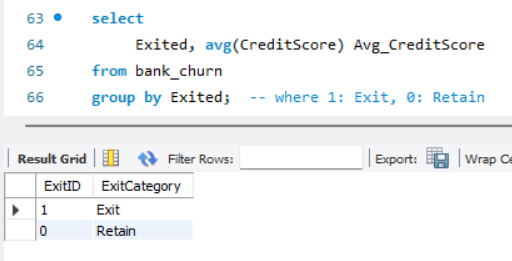 63 select
64 Exited, avg(CreditScore) Avg_CreditScore
65 from bank_churn
66 group by Exited; -- where 1: Exit, 0: Retain
Result Grid Filter Rows: Export: Wrap Ce
ExitID ExitCategory
1 Exit
0 Retain